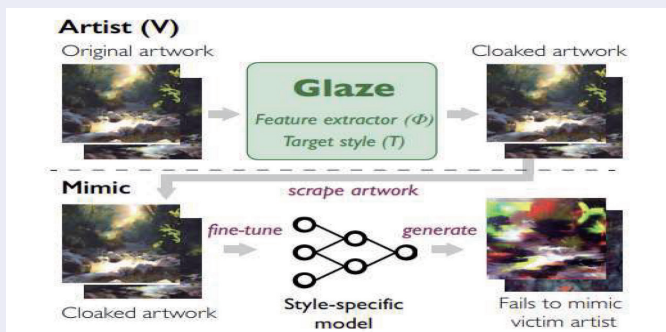 Artist (V)
Original artwork
Cloaked artwork
Glaze
Feature extractor (Φ)
Target style (T)
Mimic
scrape artwork
fine-tune
generate
Cloaked artwork
Style-specific
model
Fails to mimic
victim artist